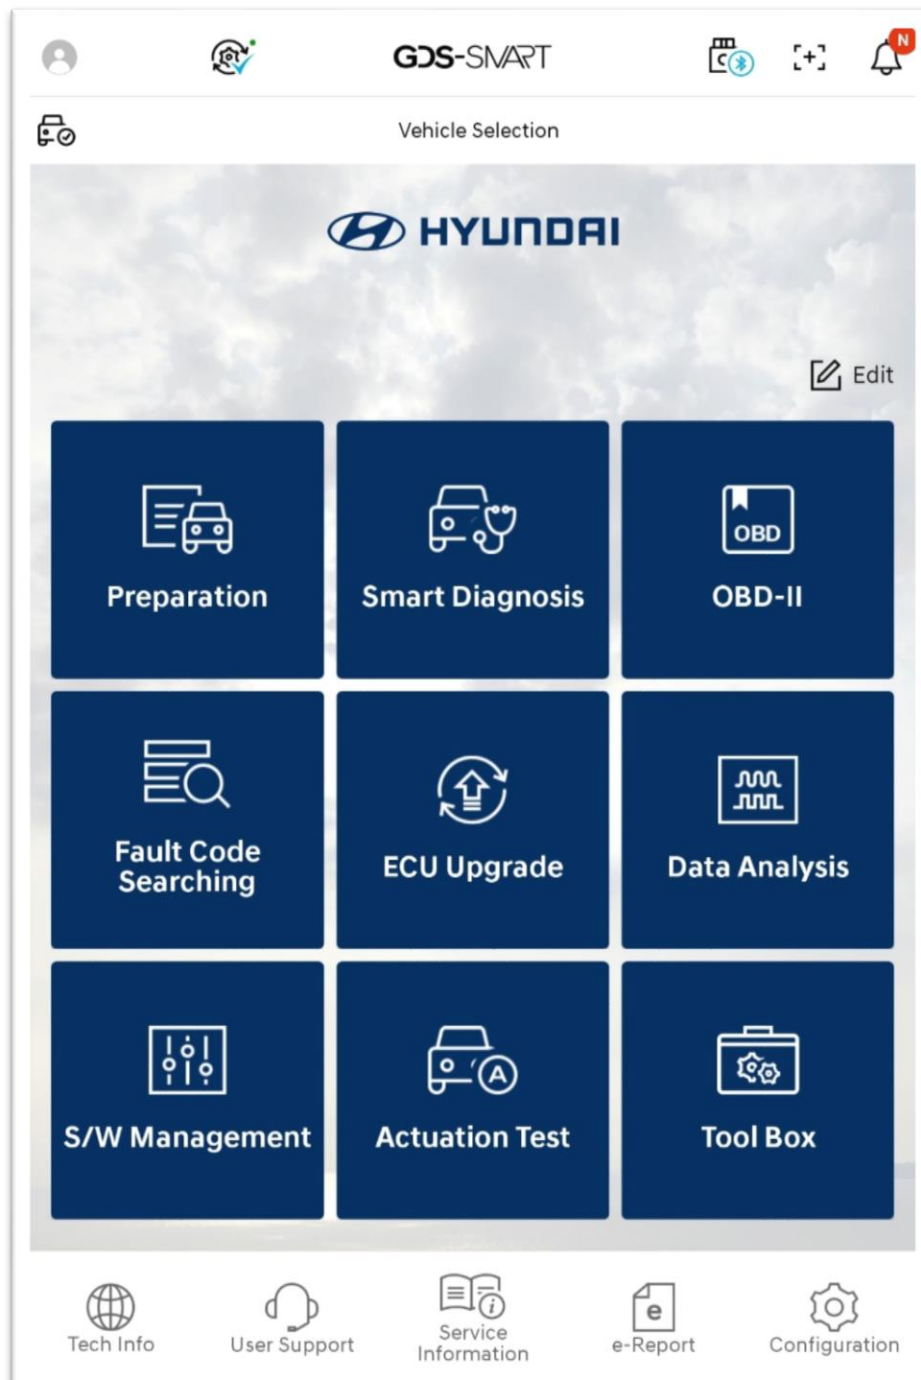 GDS-SMART
N
Vehicle Selection
HYUNDAI
Edit
Preparation
Smart Diagnosis
OBD
OBD-II
Fault Code
Searching
ECU Upgrade
Data Analysis
S/W Management
A
Actuation Test
Tool Box
Tech Info
User Support
i
Service
Information
e
e-Report
Configuration